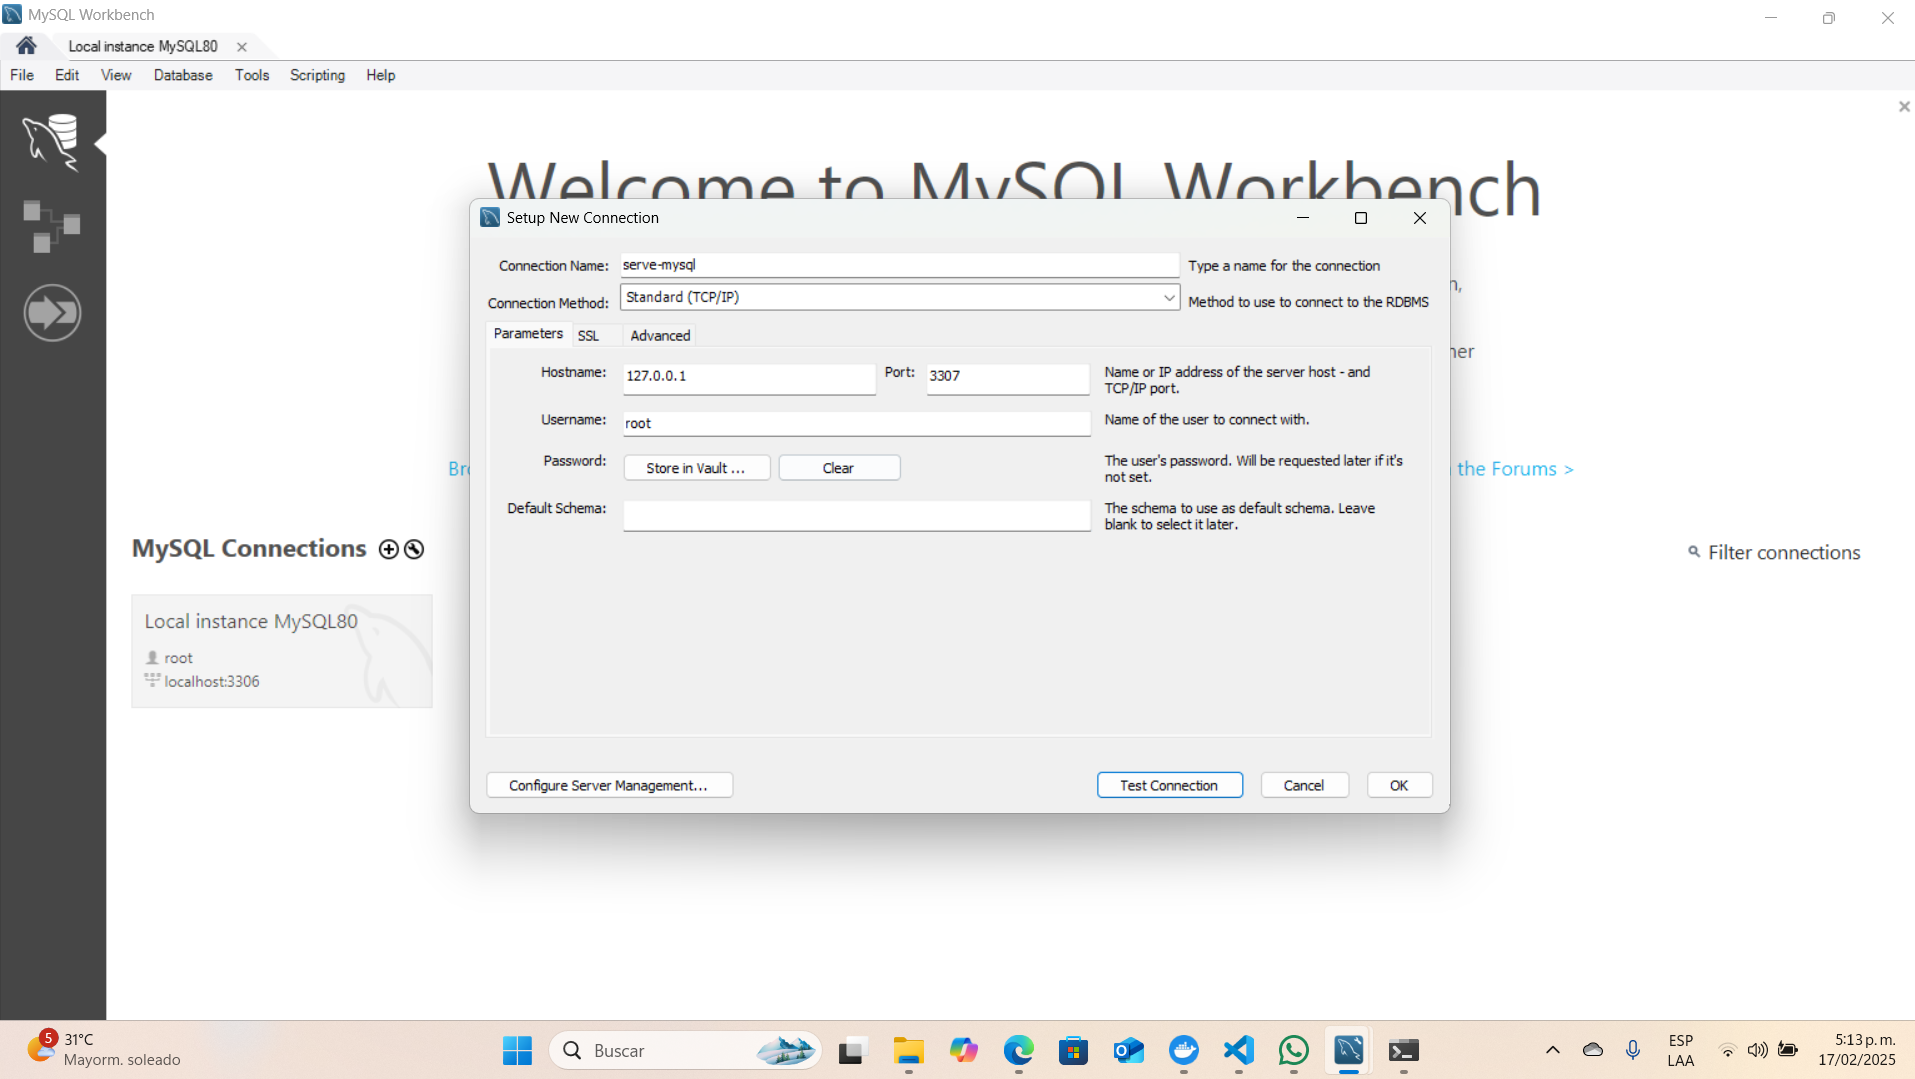 MySQL Workbench
Local instance MySQL80
File Edit View Database Tools Scripting Help
Welcome to MySQL Workbench
Setup New Connection
Connection Name: serve-mysql Type a name for the connection
Connection Method: Standard (TCP/IP) Method to use to connect to the RDBMS
Parameters SSL Advanced
Hostname: 127.0.0.1 Port: 3307 Name or IP address of the server host - and
TCP/IP port.
Username: root Name of the user to connect with.
Password: Store in Vault ... Clear The user's password. Will be requested later if it's
not set.
the Forums >
Default Schema: The schema to use as default schema. Leave
blank to select it later.
MySQL Connections
Filter connections
Local instance MySQL80
root
localhost:3306
Configure Server Management... Test Connection Cancel OK
5 31°C
Mayorm. soleado
Buscar
ESP
LAA
5:13 p. m.
17/02/2025